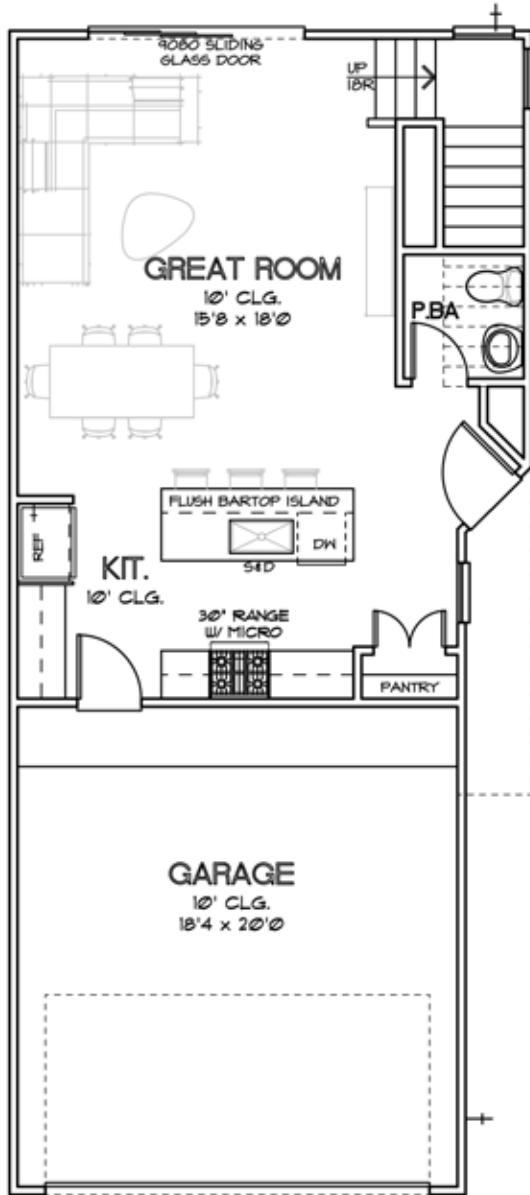 9080 SLIDING
GLASS DOOR
UP
18R
GREAT ROOM
10' CLG.
15'8 x 18'0
P.BA
FLUSH BARTOP ISLAND
DW
S&D
REF
KIT.
10' CLG.
30" RANGE
W/ MICRO
PANTRY
GARAGE
10' CLG.
18'4 x 20'0